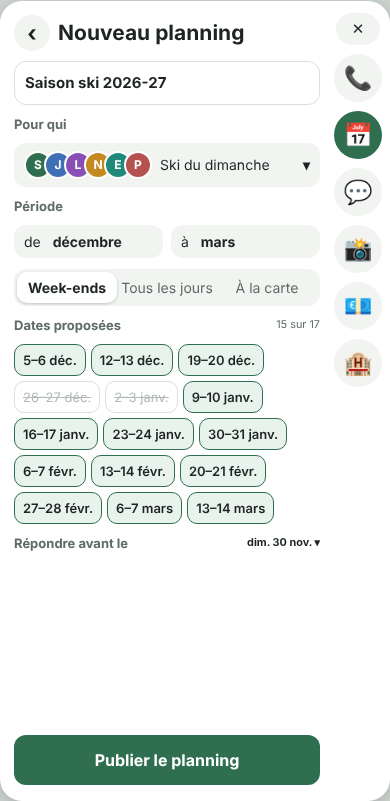 ‹ Nouveau planning ×
Saison ski 2026-27
Pour qui
S J L N E P Ski du dimanche ▾
Période
de décembre à mars
Week-ends Tous les jours À la carte
Dates proposées 15 sur 17
5–6 déc. 12–13 déc. 19–20 déc.
26–27 déc. 2–3 janv. 9–10 janv.
16–17 janv. 23–24 janv. 30–31 janv.
6–7 févr. 13–14 févr. 20–21 févr.
27–28 févr. 6–7 mars 13–14 mars
Répondre avant le dim. 30 nov. ▾
Publier le planning
July
17